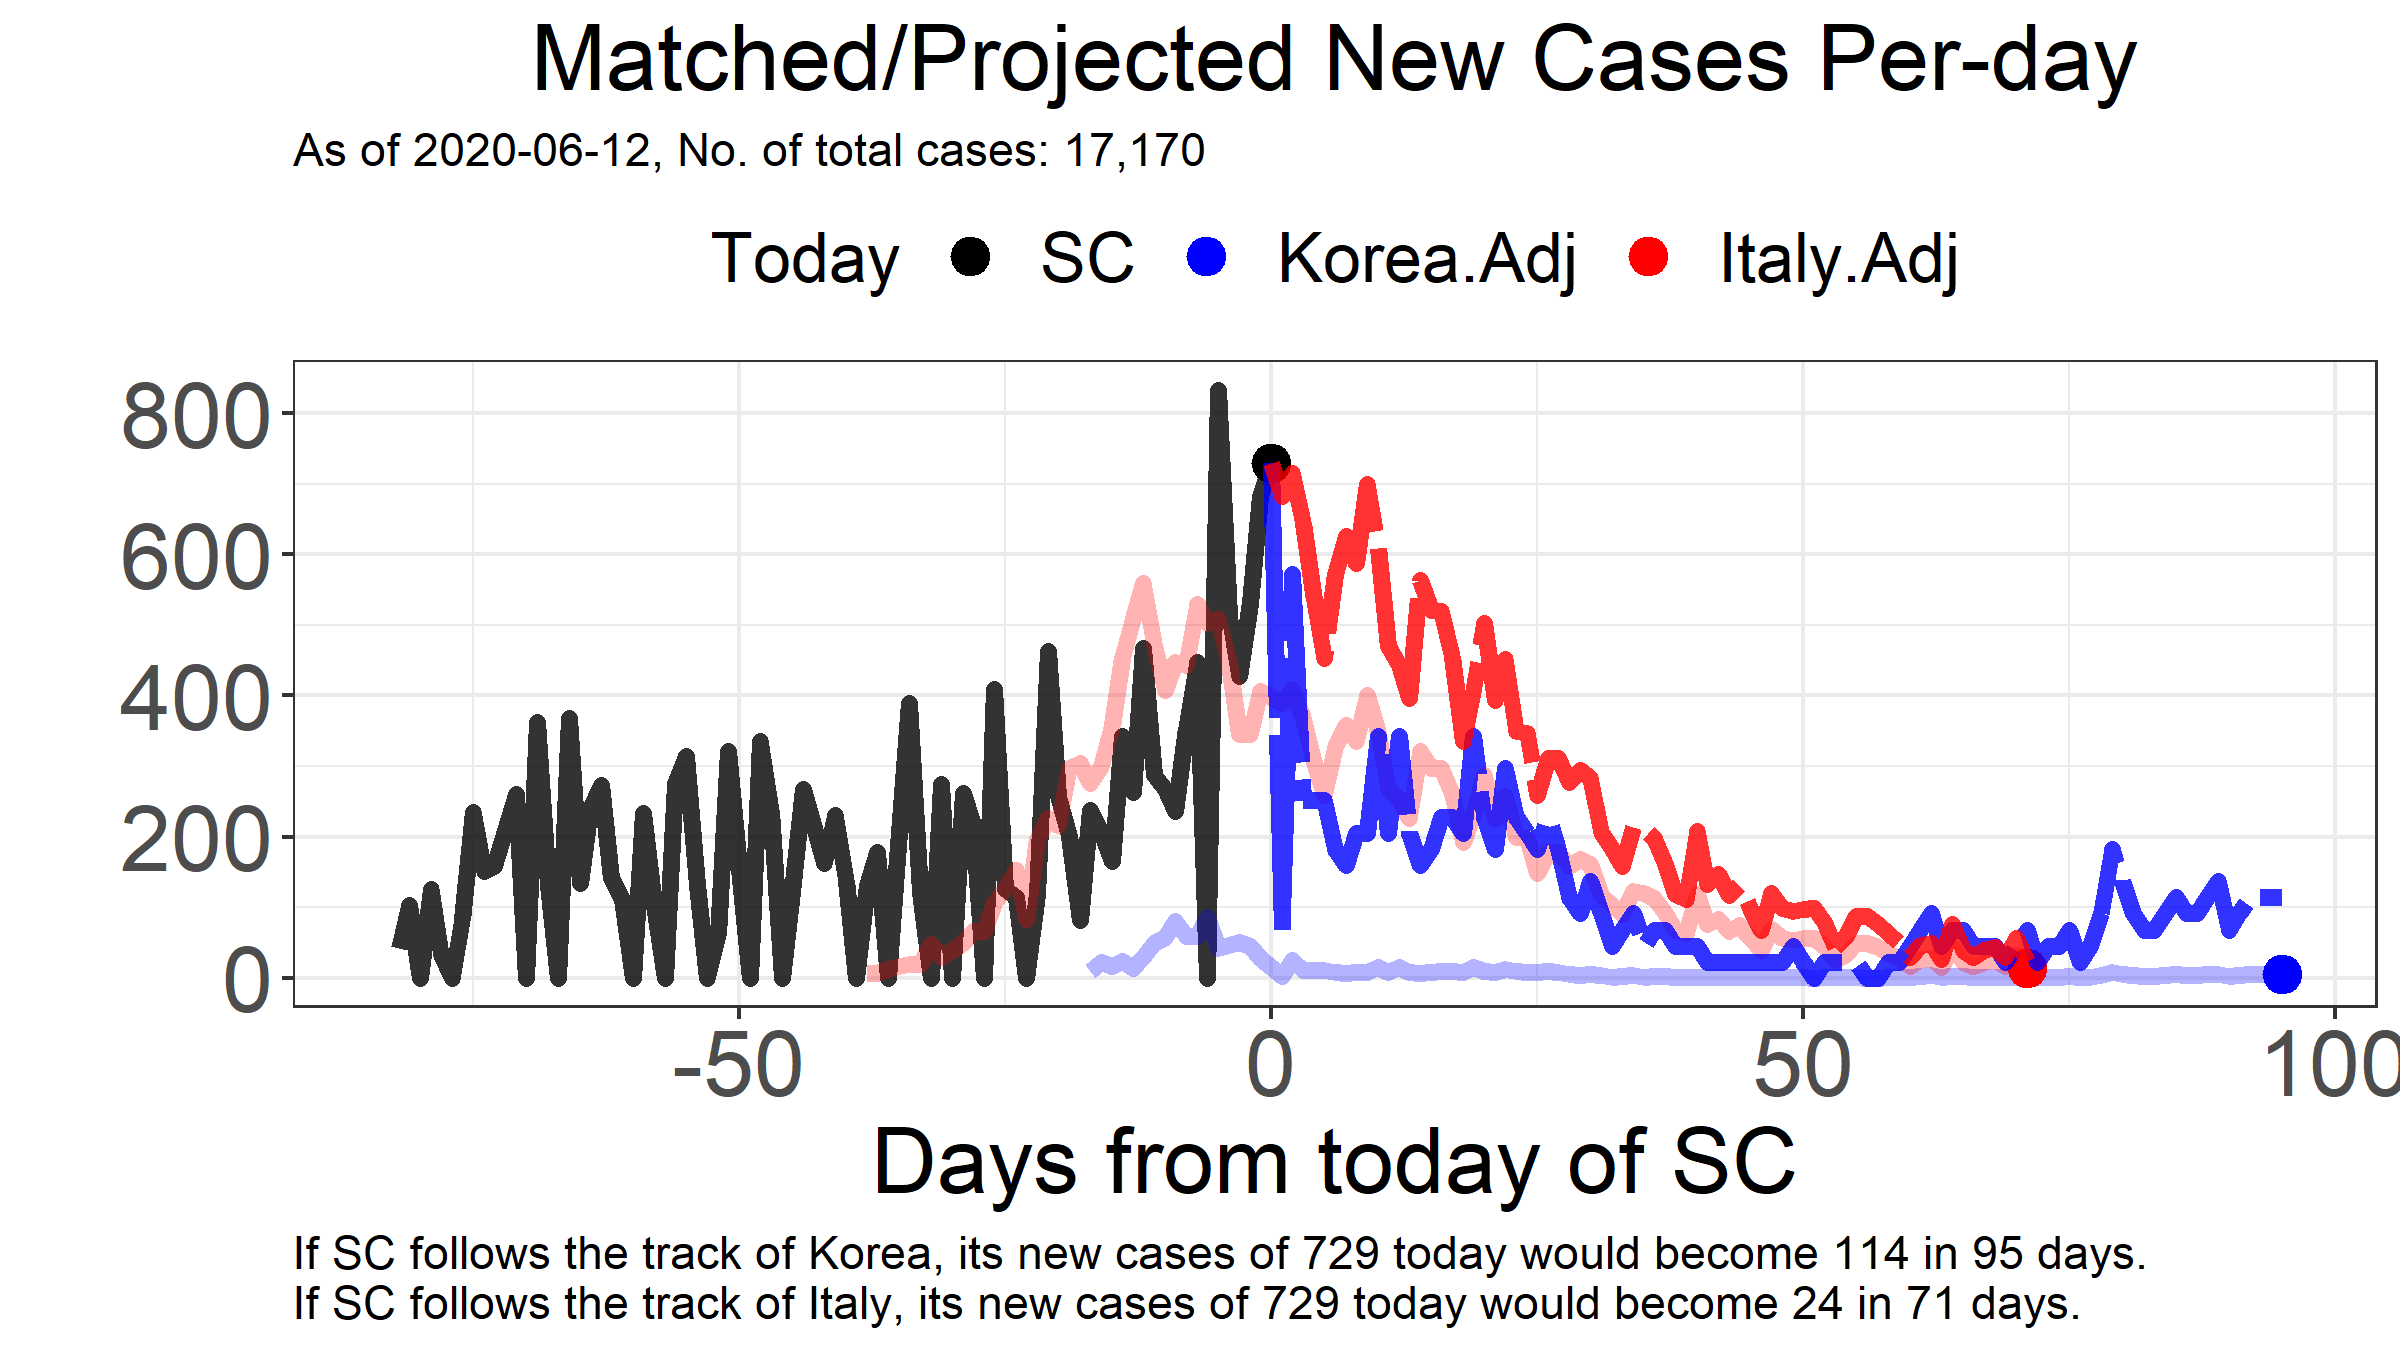 Matched/Projected New Cases Per-day
As of 2020-06-12, No. of total cases: 17,170
Today SC Korea.Adj Italy.Adj
800
600
400
200
0
-50 0 50 100
Days from today of SC
If SC follows the track of Korea, its new cases of 729 today would become 114 in 95 days.
If SC follows the track of Italy, its new cases of 729 today would become 24 in 71 days.